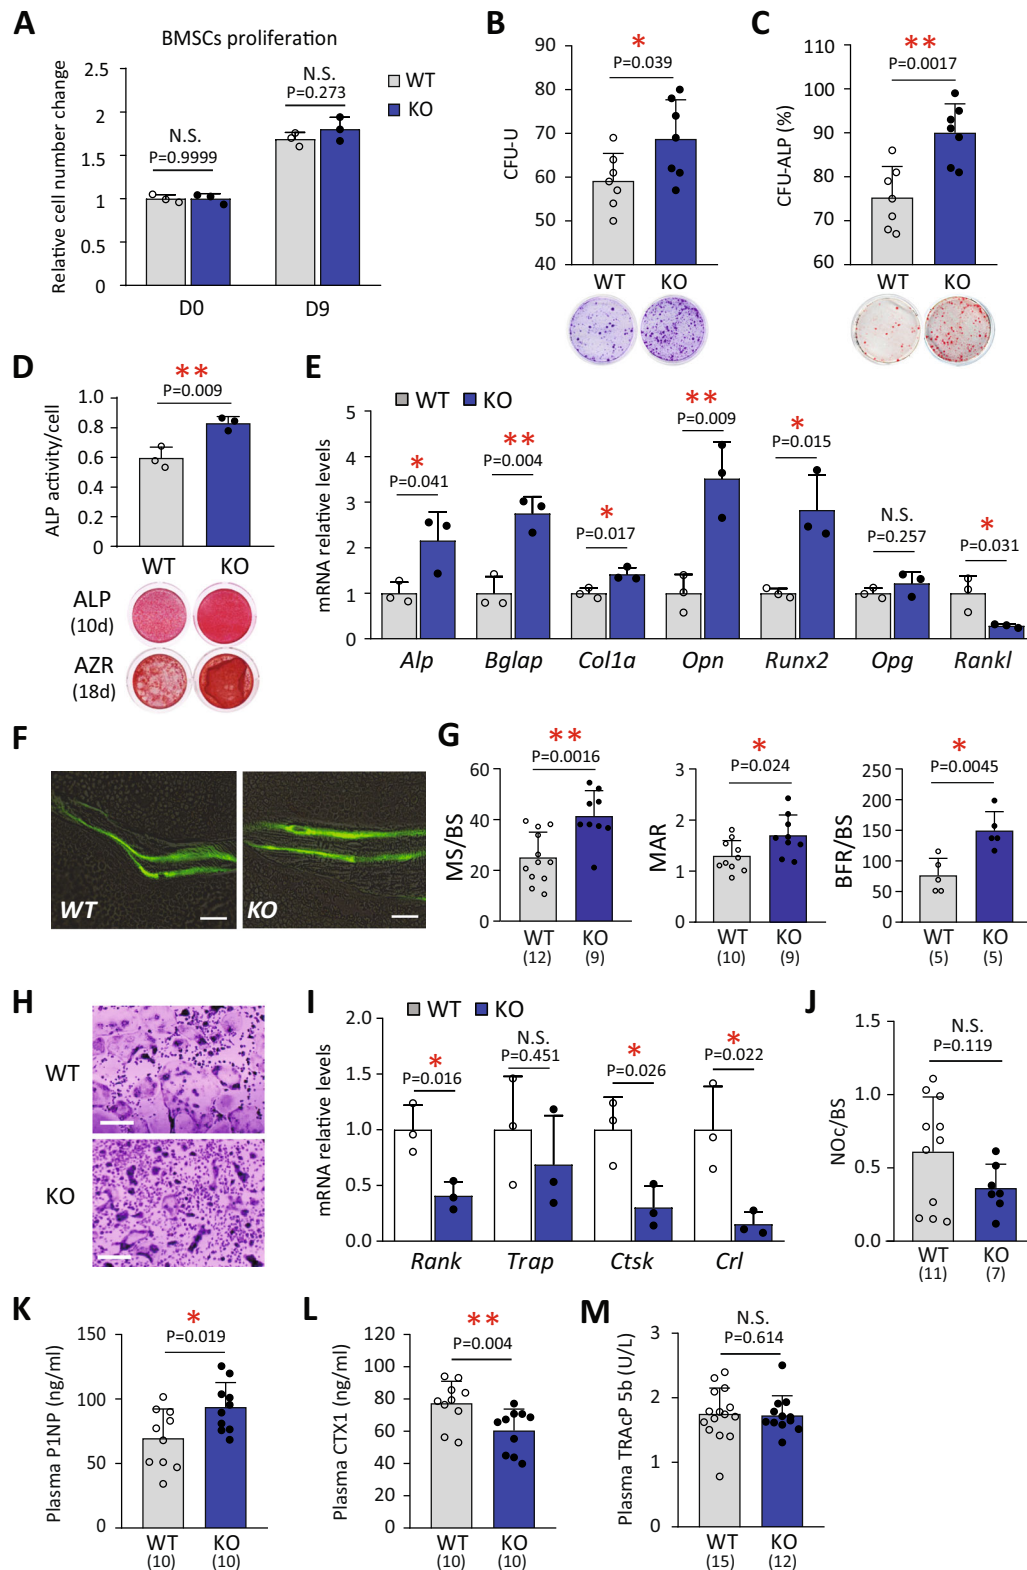 A
BMSCs proliferation
Relative cell number change
2.5
2
1.5
1
0.5
0
N.S.
P=0.9999
N.S.
P=0.273
WT
KO
D0
D9
B
*
P=0.039
CFU-U
90
80
70
60
50
40
WT
KO
C
**
P=0.0017
CFU-ALP (%)
110
100
90
80
70
60
WT
KO
D
**
P=0.009
ALP activity/cell
1.0
0.8
0.6
0.4
0.2
0
WT
KO
ALP
(10d)
AZR
(18d)
E
WT
KO
mRNA relative levels
5
4
3
2
1
0
*
P=0.041
**
P=0.004
*
P=0.017
**
P=0.009
*
P=0.015
N.S.
P=0.257
*
P=0.031
Alp
Bglap
Col1a
Opn
Runx2
Opg
Rankl
F
WT
KO
G
**
P=0.0016
MS/BS
60
40
20
0
WT
(12)
KO
(9)
*
P=0.024
MAR
3
2
1
0
WT
(10)
KO
(9)
*
P=0.0045
BFR/BS
250
200
150
100
50
0
WT
(5)
KO
(5)
H
WT
KO
I
WT
KO
mRNA relative levels
2.0
1.5
1.0
0.5
0.0
*
P=0.016
N.S.
P=0.451
*
P=0.026
*
P=0.022
Rank
Trap
Ctsk
Crl
J
N.S.
P=0.119
NOc/BS
1.5
1.0
0.5
0.0
WT
(11)
KO
(7)
K
*
P=0.019
Plasma P1NP (ng/ml)
150
100
50
0
WT
(10)
KO
(10)
L
**
P=0.004
Plasma CTX1 (ng/ml)
120
100
80
60
40
20
0
WT
(10)
KO
(10)
M
N.S.
P=0.614
Plasma TRAcP 5b (U/L)
3
2
1
0
WT
(15)
KO
(12)